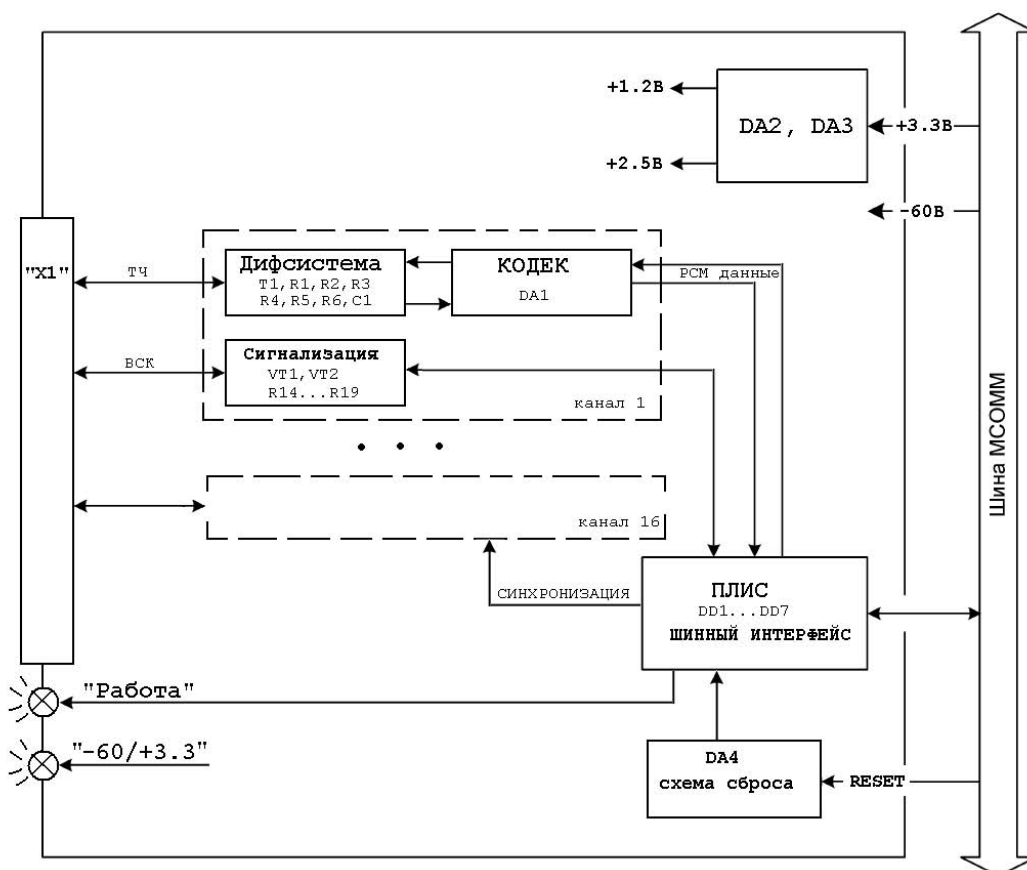 +1.2В
DA2, DA3
+3.3В
+2.5В
-60В
"X1"
ТЧ
Дифсистема
T1,R1,R2,R3
R4,R5,R6,C1
КОДЕК
DA1
PCM данные
ВСК
Сигнализация
VT1,VT2
R14...R19
канал 1
• • •
канал 16
СИНХРОНИЗАЦИЯ
ПЛИС
DD1...DD7
ШИННЫЙ ИНТЕРФЕЙС
"Работа"
"-60/+3.3"
DA4
схема сброса
RESET
Шина MCOMM